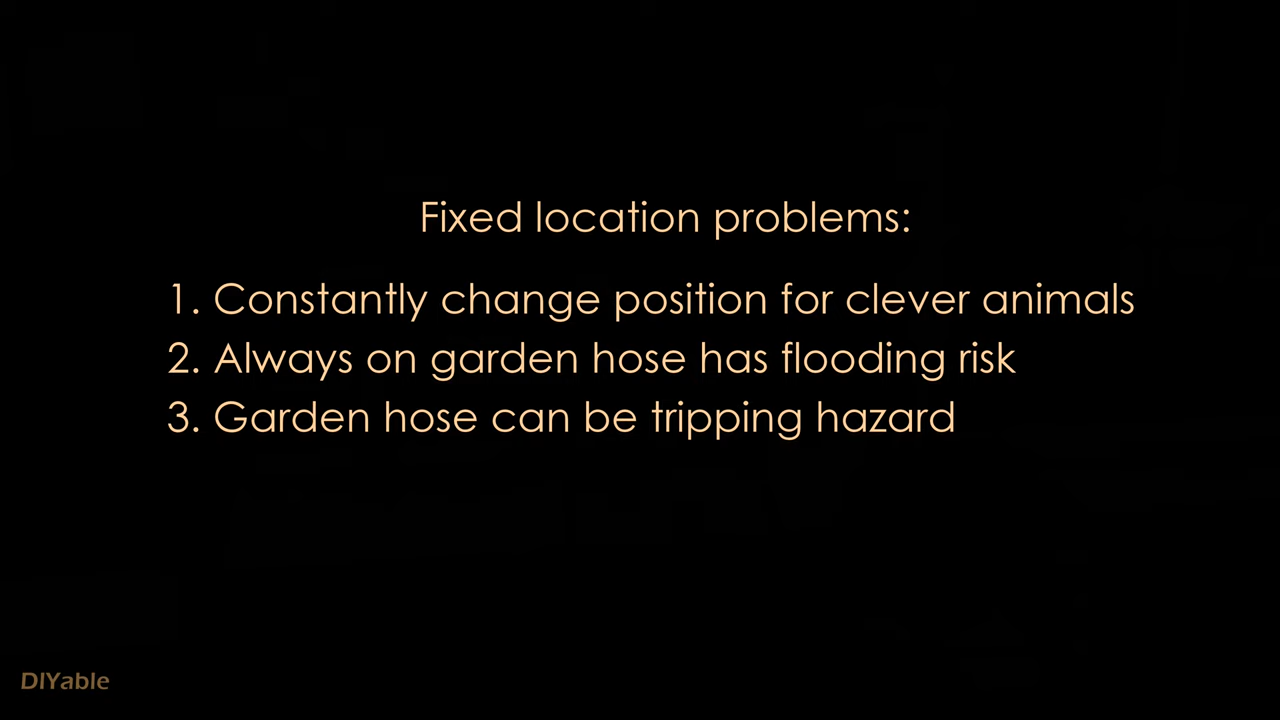 Fixed location problems:
1. Constantly change position for clever animals
2. Always on garden hose has flooding risk
3. Garden hose can be tripping hazard
DIYable